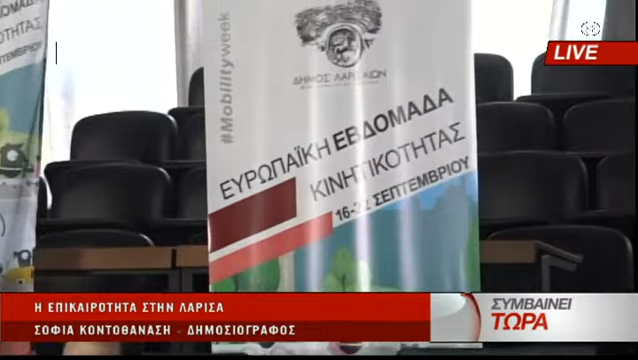 #Mobilityweek
ΔΗΜΟΣ ΛΑΡΙΣΑΙΩΝ
ΕΥΡΩΠΑΪΚΗ ΕΒΔΟΜΑΔΑ
ΚΙΝΗΤΙΚΟΤΗΤΑΣ
16-22 ΣΕΠΤΕΜΒΡΙΟΥ
LIVE
Η ΕΠΙΚΑΙΡΟΤΗΤΑ ΣΤΗΝ ΛΑΡΙΣΑ
ΣΟΦΙΑ ΚΟΝΤΟΘΑΝΑΣΗ - ΔΗΜΟΣΙΟΓΡΑΦΟΣ
ΣΥΜΒΑΙΝΕΙ
ΤΩΡΑ